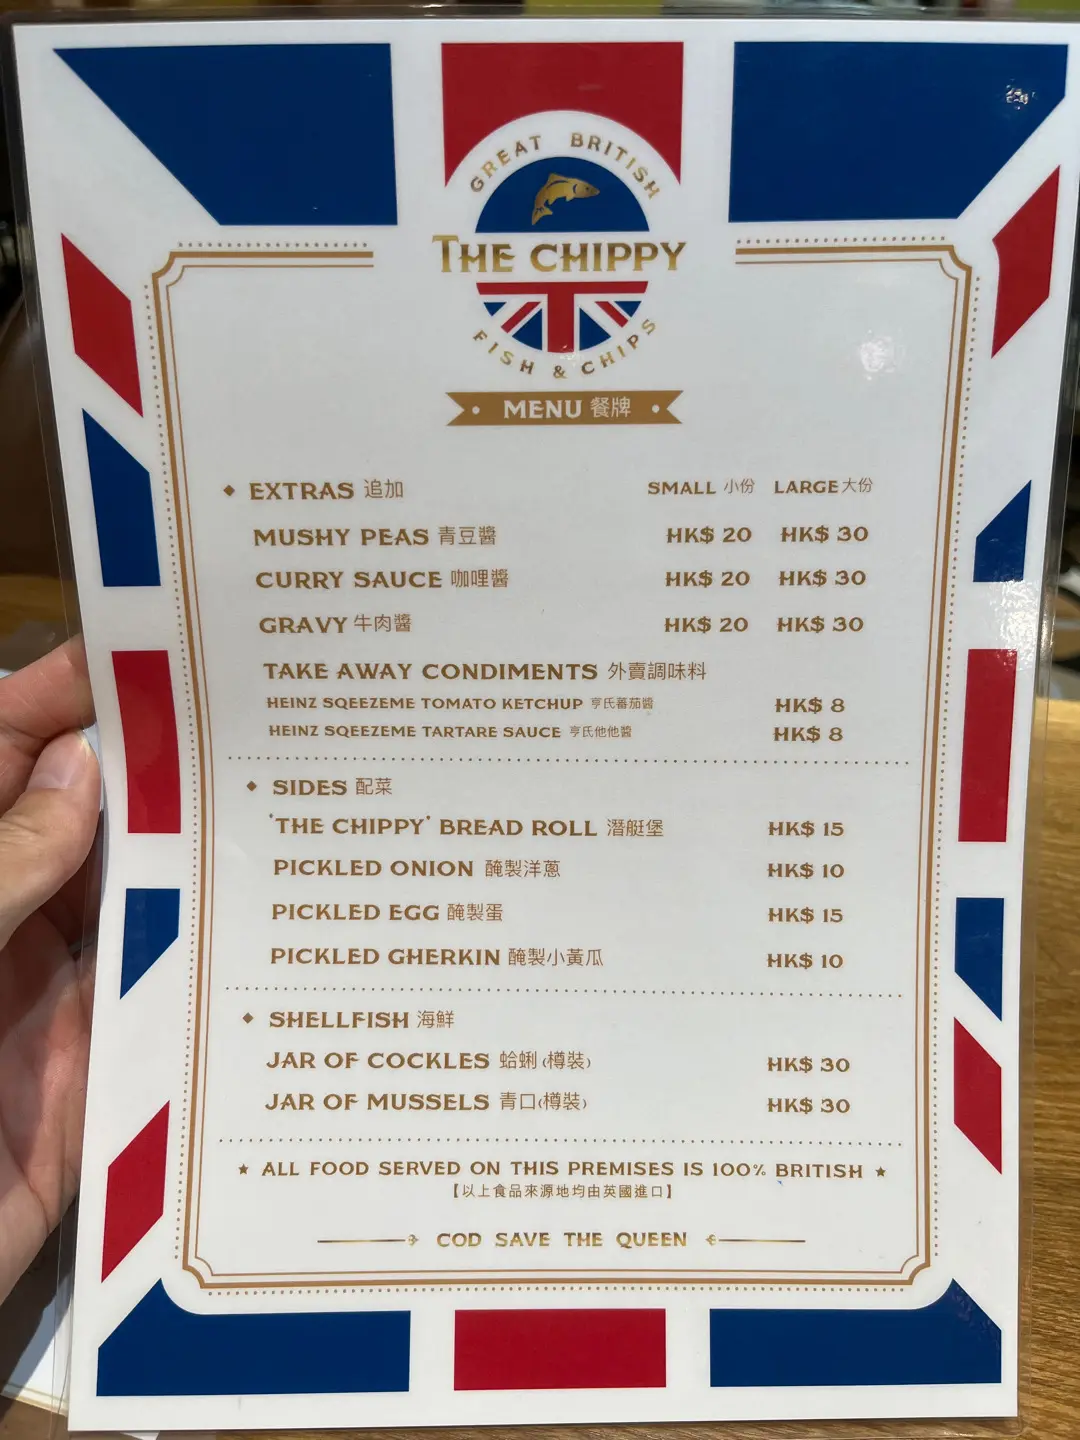 GREAT BRITISH
THE CHIPPY
FISH & CHIPS
MENU 餐牌
EXTRAS 追加 SMALL 小份 LARGE 大份
MUSHY PEAS 青豆醬 HK$ 20 HK$ 30
CURRY SAUCE 咖哩醬 HK$ 20 HK$ 30
GRAVY 牛肉醬 HK$ 20 HK$ 30
TAKE AWAY CONDIMENTS 外賣調味料
HEINZ SQEEZEME TOMATO KETCHUP 亨氏蕃茄醬 HK$ 8
HEINZ SQEEZEME TARTARE SAUCE 亨氏他他醬 HK$ 8
SIDES 配菜
'THE CHIPPY' BREAD ROLL 潛艇堡 HK$ 15
PICKLED ONION 醃製洋蔥 HK$ 10
PICKLED EGG 醃製蛋 HK$ 15
PICKLED GHERKIN 醃製小黃瓜 HK$ 10
SHELLFISH 海鮮
JAR OF COCKLES 蛤蜊 (樽裝) HK$ 30
JAR OF MUSSELS 青口 (樽裝) HK$ 30
★ ALL FOOD SERVED ON THIS PREMISES IS 100% BRITISH ★
【以上食品來源地均由英國進口】
COD SAVE THE QUEEN